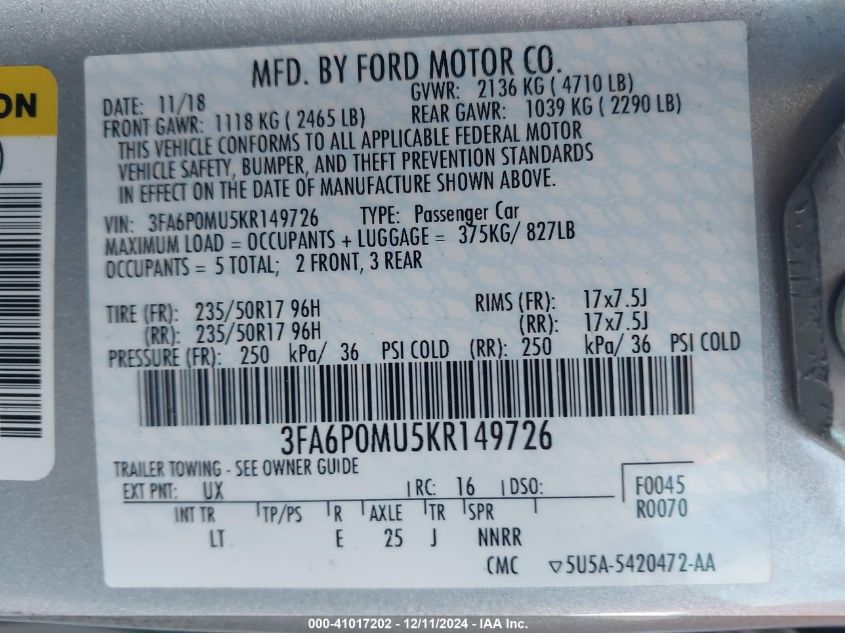 ON
MFD. BY FORD MOTOR CO.
DATE: 11/18 GVWR: 2136 KG ( 4710 LB)
FRONT GAWR: 1118 KG ( 2465 LB) REAR GAWR: 1039 KG ( 2290 LB)
THIS VEHICLE CONFORMS TO ALL APPLICABLE FEDERAL MOTOR
VEHICLE SAFETY, BUMPER, AND THEFT PREVENTION STANDARDS
IN EFFECT ON THE DATE OF MANUFACTURE SHOWN ABOVE.
VIN: 3FA6P0MU5KR149726 TYPE: Passenger Car
MAXIMUM LOAD = OCCUPANTS + LUGGAGE = 375KG/ 827LB
OCCUPANTS = 5 TOTAL; 2 FRONT, 3 REAR
TIRE (FR): 235/50R17 96H RIMS (FR): 17x7.5J
(RR): 235/50R17 96H (RR): 17x7.5J
PRESSURE (FR): 250 kPa/ 36 PSI COLD (RR): 250 kPa/ 36 PSI COLD
3FA6P0MU5KR149726
TRAILER TOWING - SEE OWNER GUIDE
EXT PNT: UX RC: 16 DSO: F0045
INT TR TP/PS R AXLE TR SPR R0070
LT E 25 J NNRR
CMC ▽5U5A-5420472-AA
000-41017202 - 12/11/2024 - IAA Inc.